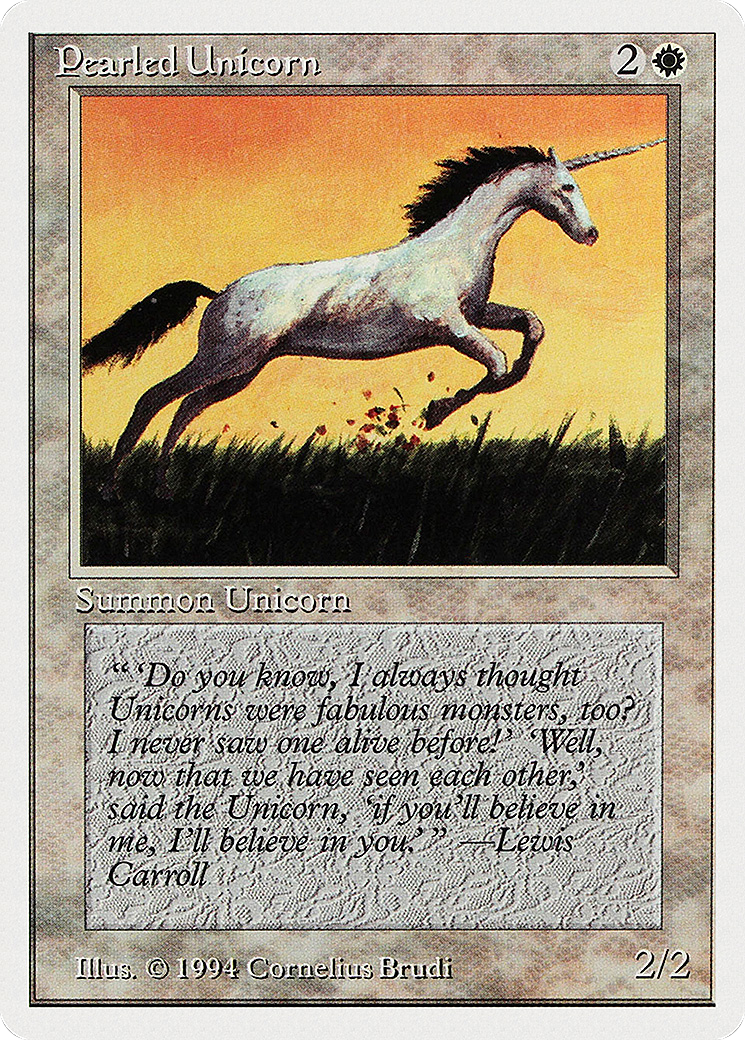 Pearled Unicorn 2
Summon Unicorn
“ ‘Do you know, I always thought
Unicorns were fabulous monsters, too?
I never saw one alive before!’ ‘Well,
now that we have seen each other,’
said the Unicorn, ‘if you’ll believe in
me, I’ll believe in you.’ ” —Lewis
Carroll
Illus. © 1994 Cornelius Brudi 2/2